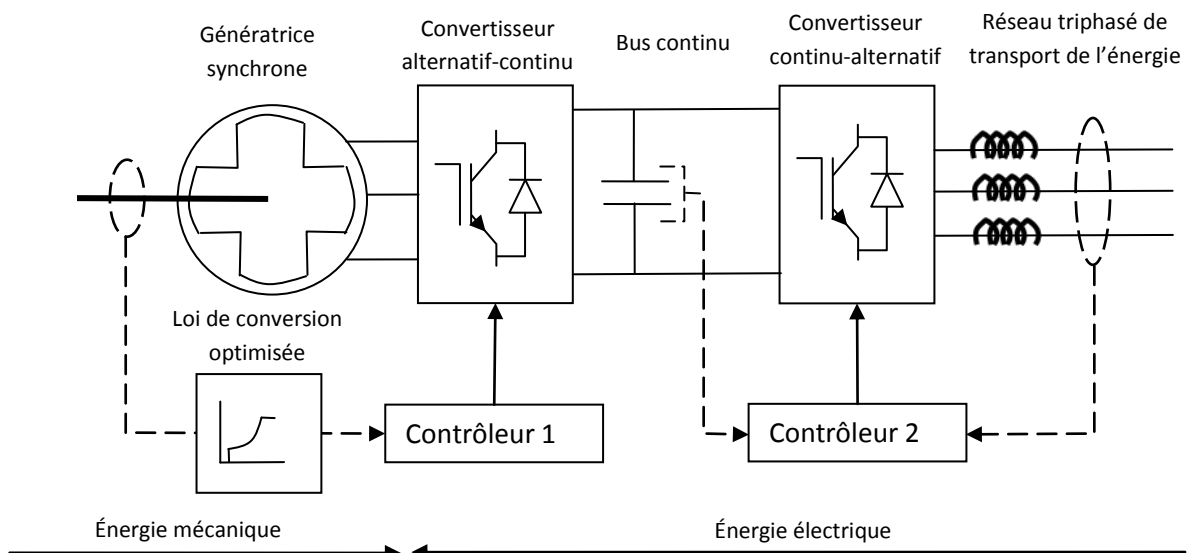 Génératrice
synchrone
Convertisseur
alternatif-continu
Bus continu
Convertisseur
continu-alternatif
Réseau triphasé de
transport de l'énergie
Loi de conversion
optimisée
Contrôleur 1
Contrôleur 2
Énergie mécanique
Énergie électrique